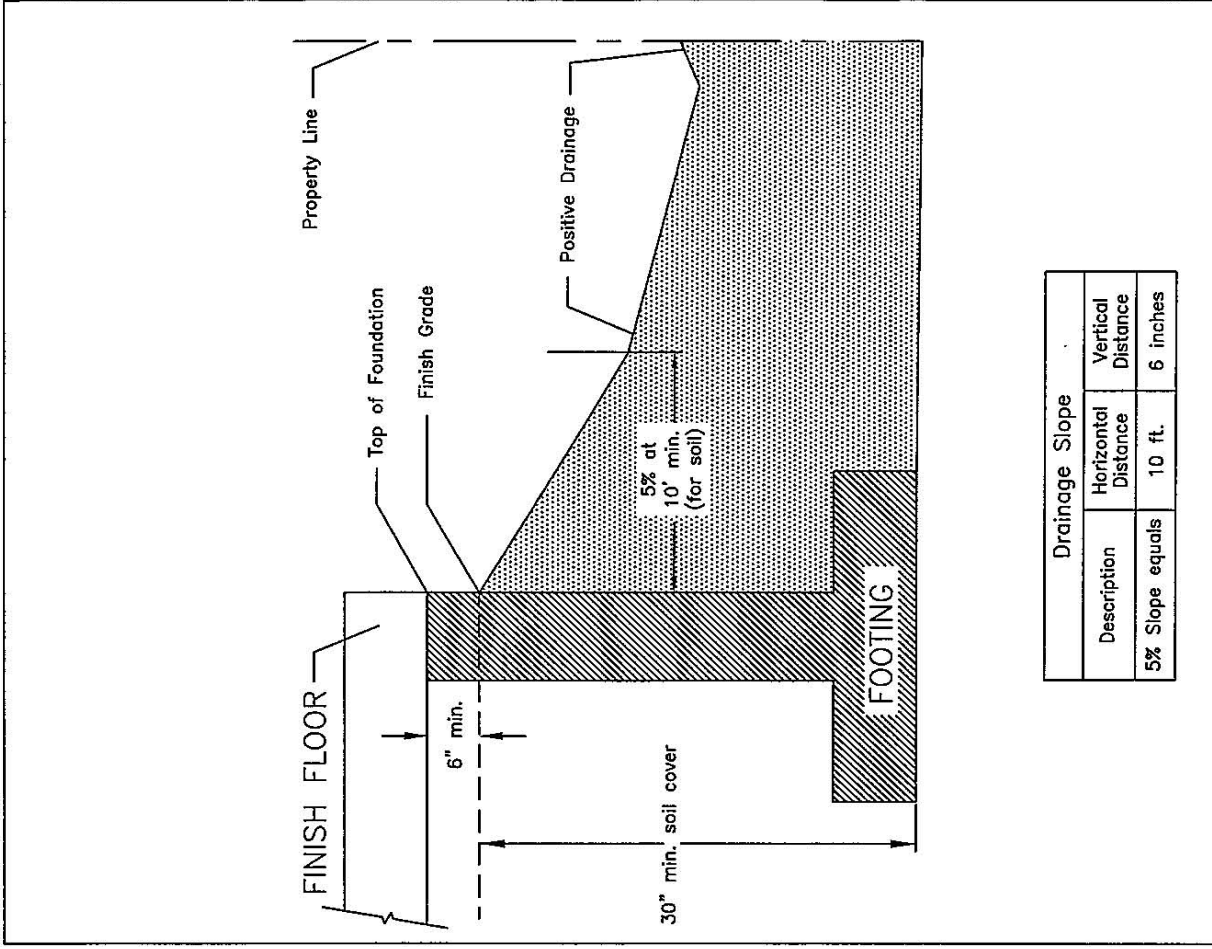 Property Line
Top of Foundation
Finish Grade
FINISH FLOOR
6" min.
Positive Drainage
5% at
10' min.
(for soil)
30" min. soil cover
FOOTING
Drainage Slope
Description
Horizontal
Distance
Vertical
Distance
5% Slope equals
10 ft.
6 inches